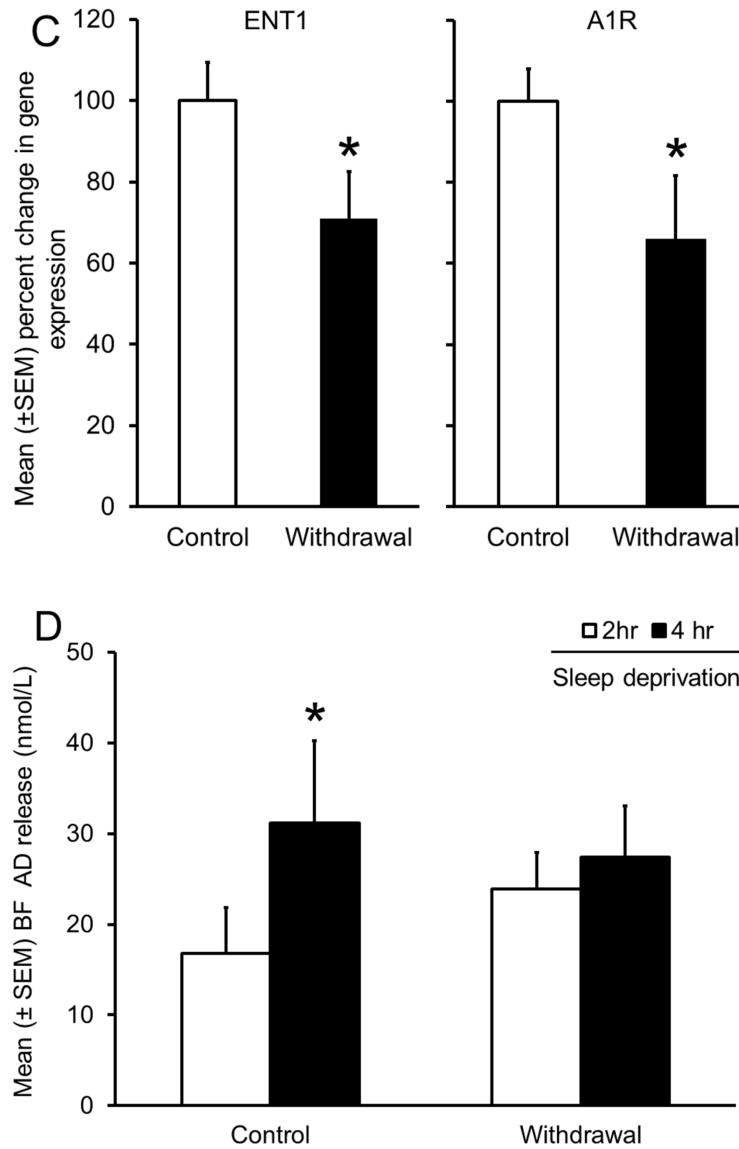 C
ENT1
A1R
Mean (±SEM) percent change in gene
expression
120
100
80
60
40
20
0
*
*
Control
Withdrawal
Control
Withdrawal
D
2hr
4 hr
Sleep deprivation
Mean (± SEM) BF AD release (nmol/L)
50
40
30
20
10
0
*
Control
Withdrawal